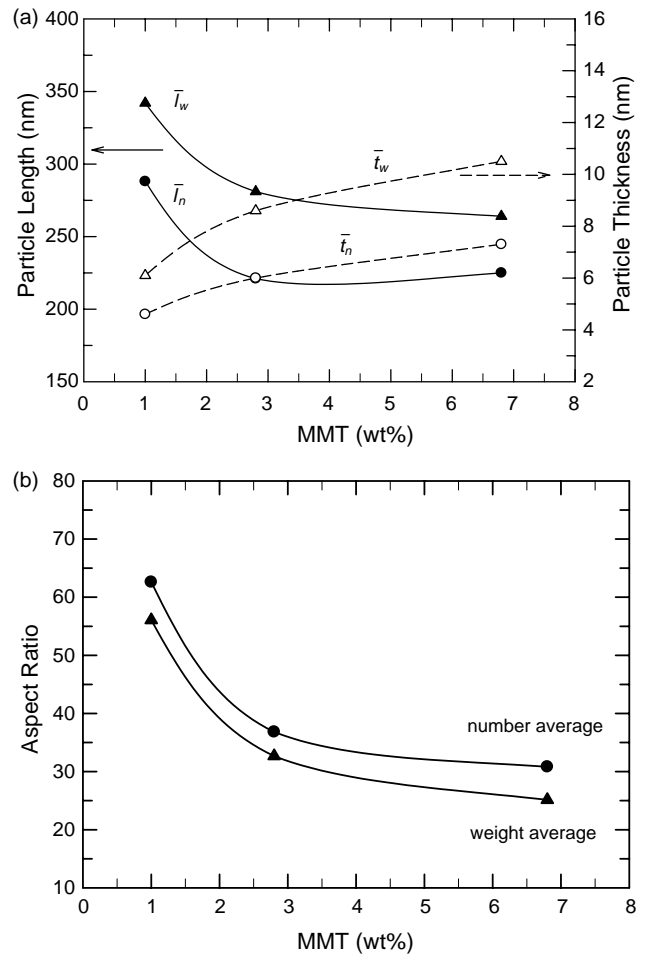 (a)
400
350
300
250
225
200
150
Particle Length (nm)
16
14
12
10
8
6
4
2
Particle Thickness (nm)
l̄w
l̄n
t̄w
t̄n
0 1 2 3 4 5 6 7 8
MMT (wt%)
(b)
80
70
60
50
40
30
20
10
Aspect Ratio
number average
weight average
0 1 2 3 4 5 6 7 8
MMT (wt%)